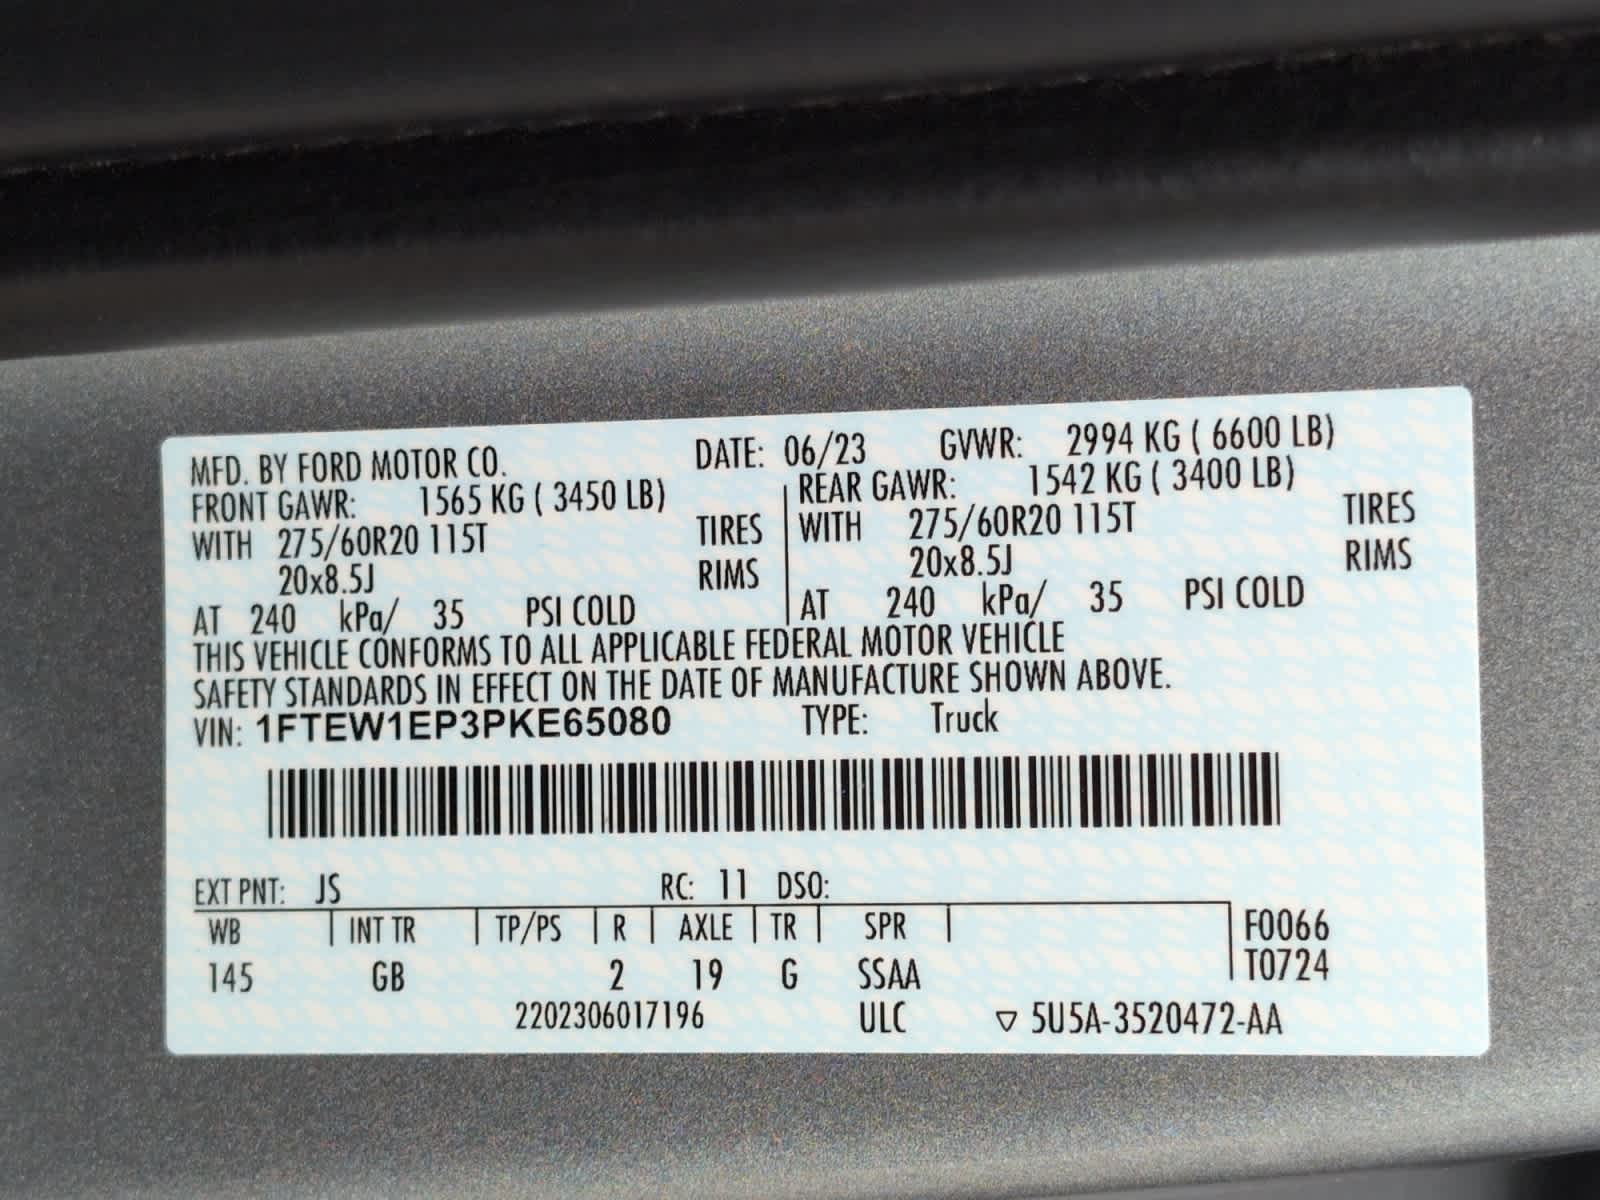 MFD. BY FORD MOTOR CO. DATE: 06/23 GVWR: 2994 KG ( 6600 LB)
FRONT GAWR: 1565 KG ( 3450 LB) REAR GAWR: 1542 KG ( 3400 LB)
WITH 275/60R20 115T TIRES WITH 275/60R20 115T TIRES
20x8.5J RIMS 20x8.5J RIMS
AT 240 kPa/ 35 PSI COLD AT 240 kPa/ 35 PSI COLD
THIS VEHICLE CONFORMS TO ALL APPLICABLE FEDERAL MOTOR VEHICLE
SAFETY STANDARDS IN EFFECT ON THE DATE OF MANUFACTURE SHOWN ABOVE.
VIN: 1FTEW1EP3PKE65080 TYPE: Truck
EXT PNT: JS RC: 11 DSO:
WB INT TR TP/PS R AXLE TR SPR F0066
145 GB 2 19 G SSAA T0724
2202306017196 ULC ▽ 5U5A-3520472-AA